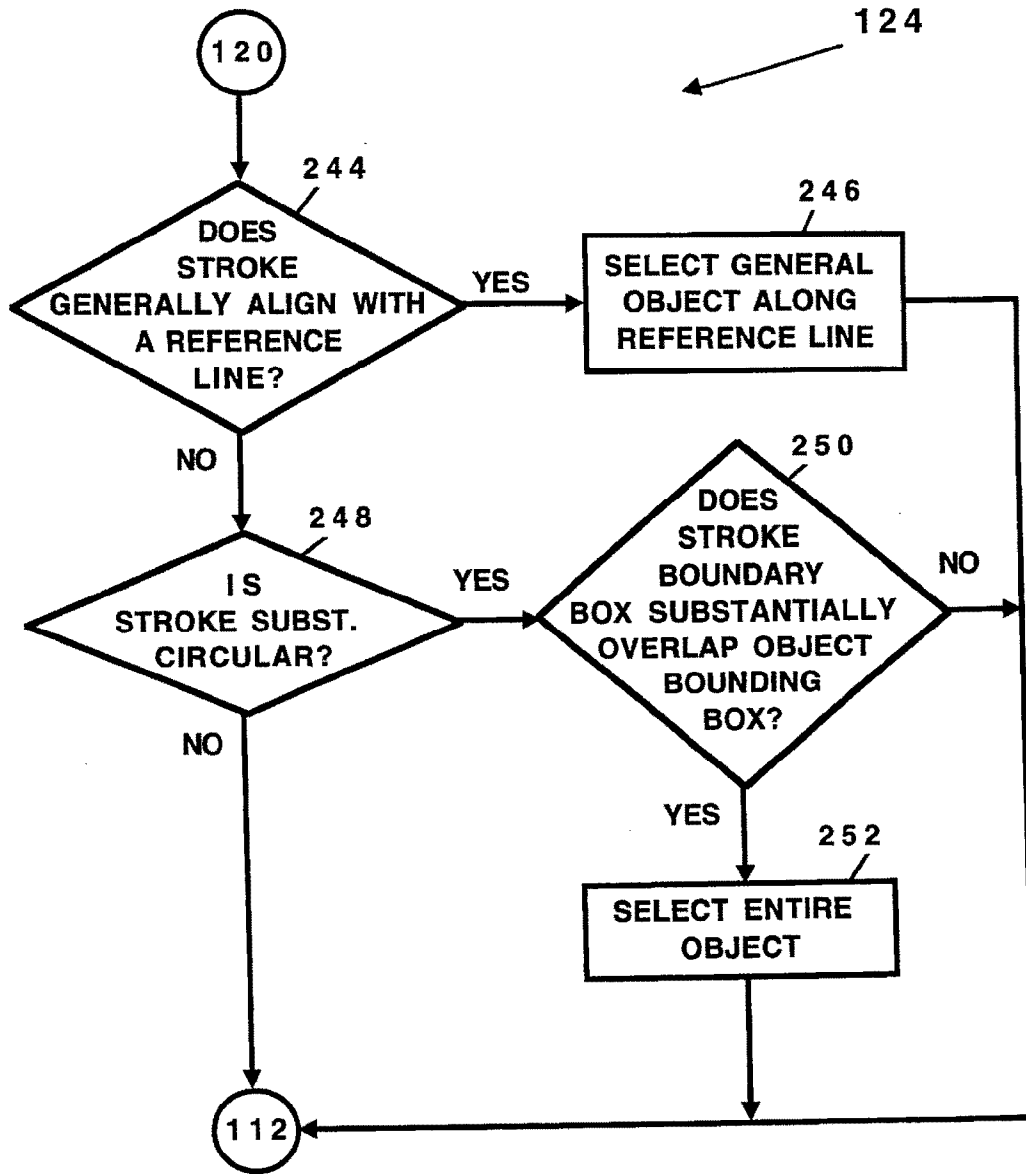 120
124
244
DOES
STROKE
GENERALLY ALIGN WITH
A REFERENCE
LINE?
YES
246
SELECT GENERAL
OBJECT ALONG
REFERENCE LINE
NO
248
IS
STROKE SUBST.
CIRCULAR?
YES
250
DOES
STROKE
BOUNDARY
BOX SUBSTANTIALLY
OVERLAP OBJECT
BOUNDING
BOX?
NO
NO
YES
252
SELECT ENTIRE
OBJECT
112